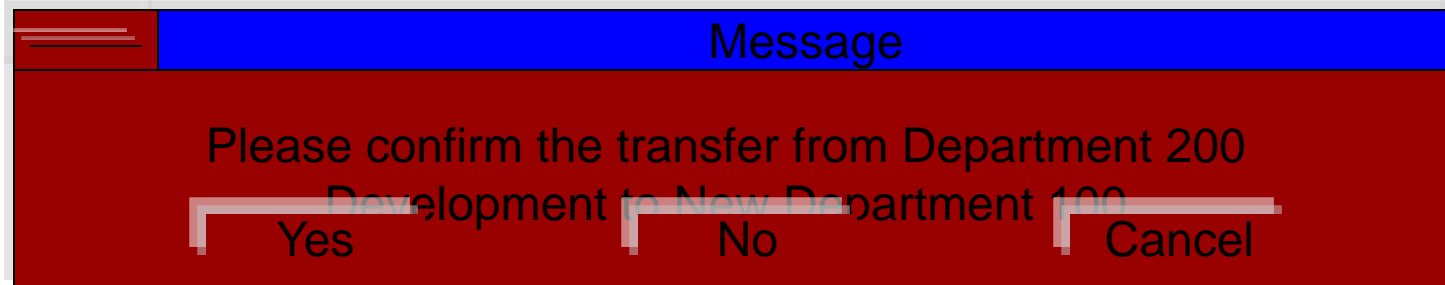 Message
Please confirm the transfer from Department 200
Development to New Department 100
Yes
No
Cancel